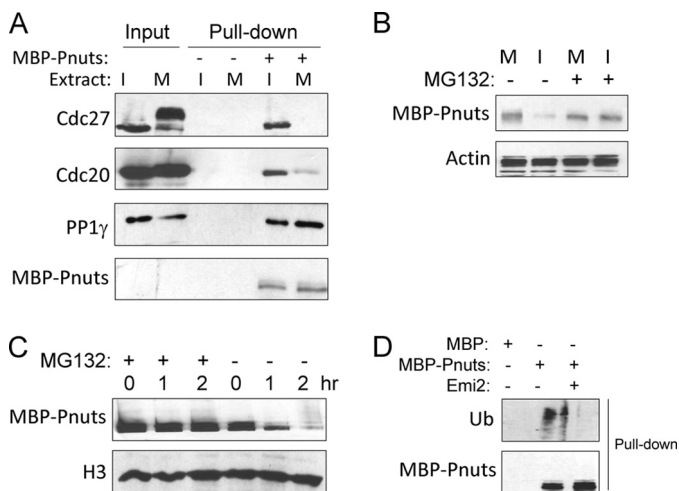 A
Input Pull-down
MBP-Pnuts: - - + +
Extract: I M I M I M
Cdc27
Cdc20
PP1γ
MBP-Pnuts
B
M I M I
MG132: - - + +
MBP-Pnuts
Actin
C
MG132: + + + - - -
0 1 2 0 1 2 hr
MBP-Pnuts
H3
D
MBP: + - -
MBP-Pnuts: - + +
Emi2: - - +
Ub
MBP-Pnuts
Pull-down